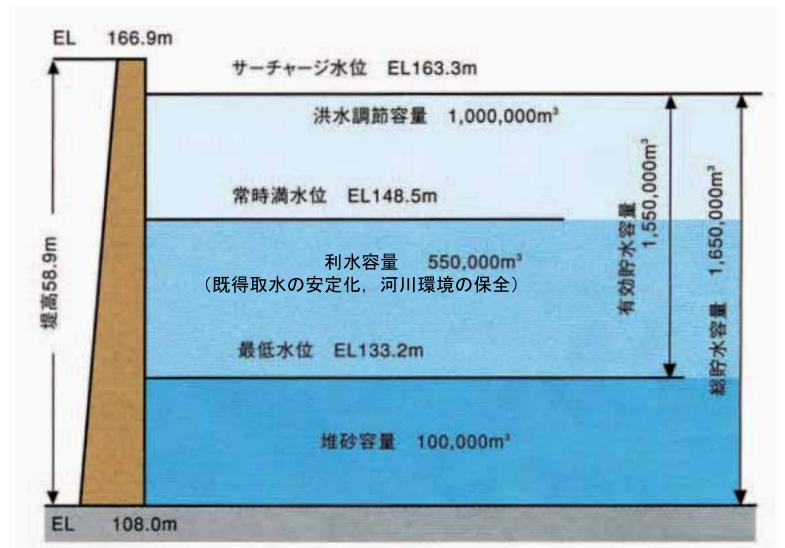 EL 166.9m
サーチャージ水位 EL163.3m
洪水調節容量 1,000,000m³
常時満水位 EL148.5m
利水容量 550,000m³
（既得取水の安定化，河川環境の保全）
最低水位 EL133.2m
堆砂容量 100,000m³
堤高58.9m
有効貯水容量
1,550,000m³
総貯水容量 1,650,000m³
EL 108.0m